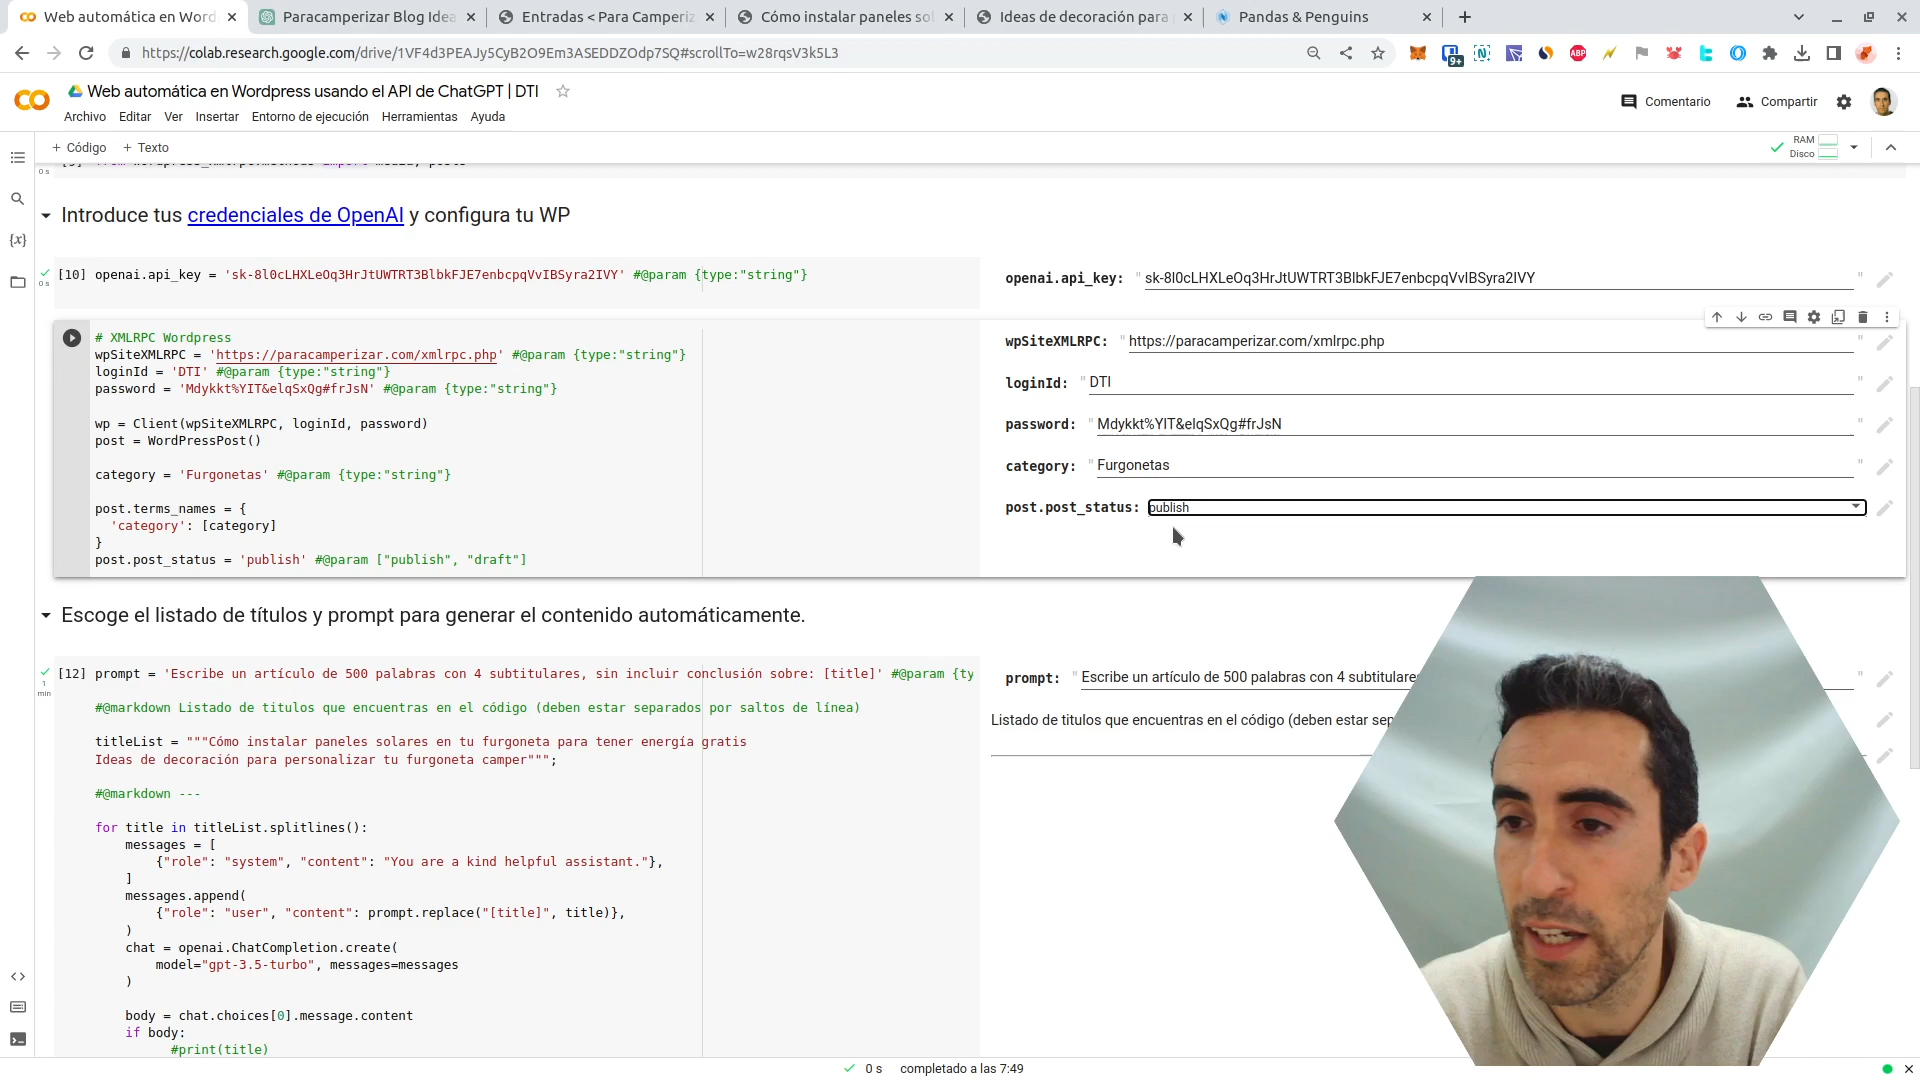 Web automática en Word
Paracamperizar Blog Idea
Entradas < Para Camperiz
Cómo instalar paneles so
Ideas de decoración para
Pandas & Penguins
https://colab.research.google.com/drive/1VF4d3PEAJy5CyB2O9Em3ASEDDZOdp7SQ#scrollTo=w28rqsV3k5L3
9+
ABP
Web automática en Wordpress usando el API de ChatGPT | DTI
Archivo Editar Ver Insertar Entorno de ejecución Herramientas Ayuda
Comentario
Compartir
+ Código + Texto
RAM
Disco
0 s
Introduce tus credenciales de OpenAI y configura tu WP
[10] openai.api_key = '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' #@param {type:"string"}
0 s
openai.api_key: "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"
# XMLRPC Wordpress
wpSiteXMLRPC = 'https://paracamperizar.com/xmlrpc.php' #@param {type:"string"}
loginId = 'DTI' #@param {type:"string"}
password = 'Mdykkt%YIT&elqSxQg#frJsN' #@param {type:"string"}
wp = Client(wpSiteXMLRPC, loginId, password)
post = WordPressPost()
category = 'Furgonetas' #@param {type:"string"}
post.terms_names = {
'category': [category]
}
post.post_status = 'publish' #@param ["publish", "draft"]
wpSiteXMLRPC: "https://paracamperizar.com/xmlrpc.php"
loginId: "DTI"
password: "Mdykkt%YIT&elqSxQg#frJsN"
category: "Furgonetas"
post.post_status: publish
Escoge el listado de títulos y prompt para generar el contenido automáticamente.
[12] prompt = 'Escribe un artículo de 500 palabras con 4 subtitulares, sin incluir conclusión sobre: [title]' #@param {ty
1
min
#@markdown Listado de titulos que encuentras en el código (deben estar separados por saltos de línea)
titleList = """Cómo instalar paneles solares en tu furgoneta para tener energía gratis
Ideas de decoración para personalizar tu furgoneta camper""";
#@markdown ---
for title in titleList.splitlines():
messages = [
{"role": "system", "content": "You are a kind helpful assistant."},
]
messages.append(
{"role": "user", "content": prompt.replace("[title]", title)},
)
chat = openai.ChatCompletion.create(
model="gpt-3.5-turbo", messages=messages
)
body = chat.choices[0].message.content
if body:
#print(title)
prompt: "Escribe un artículo de 500 palabras con 4 subtitulares "
Listado de titulos que encuentras en el código (deben estar sep
0 s completado a las 7:49